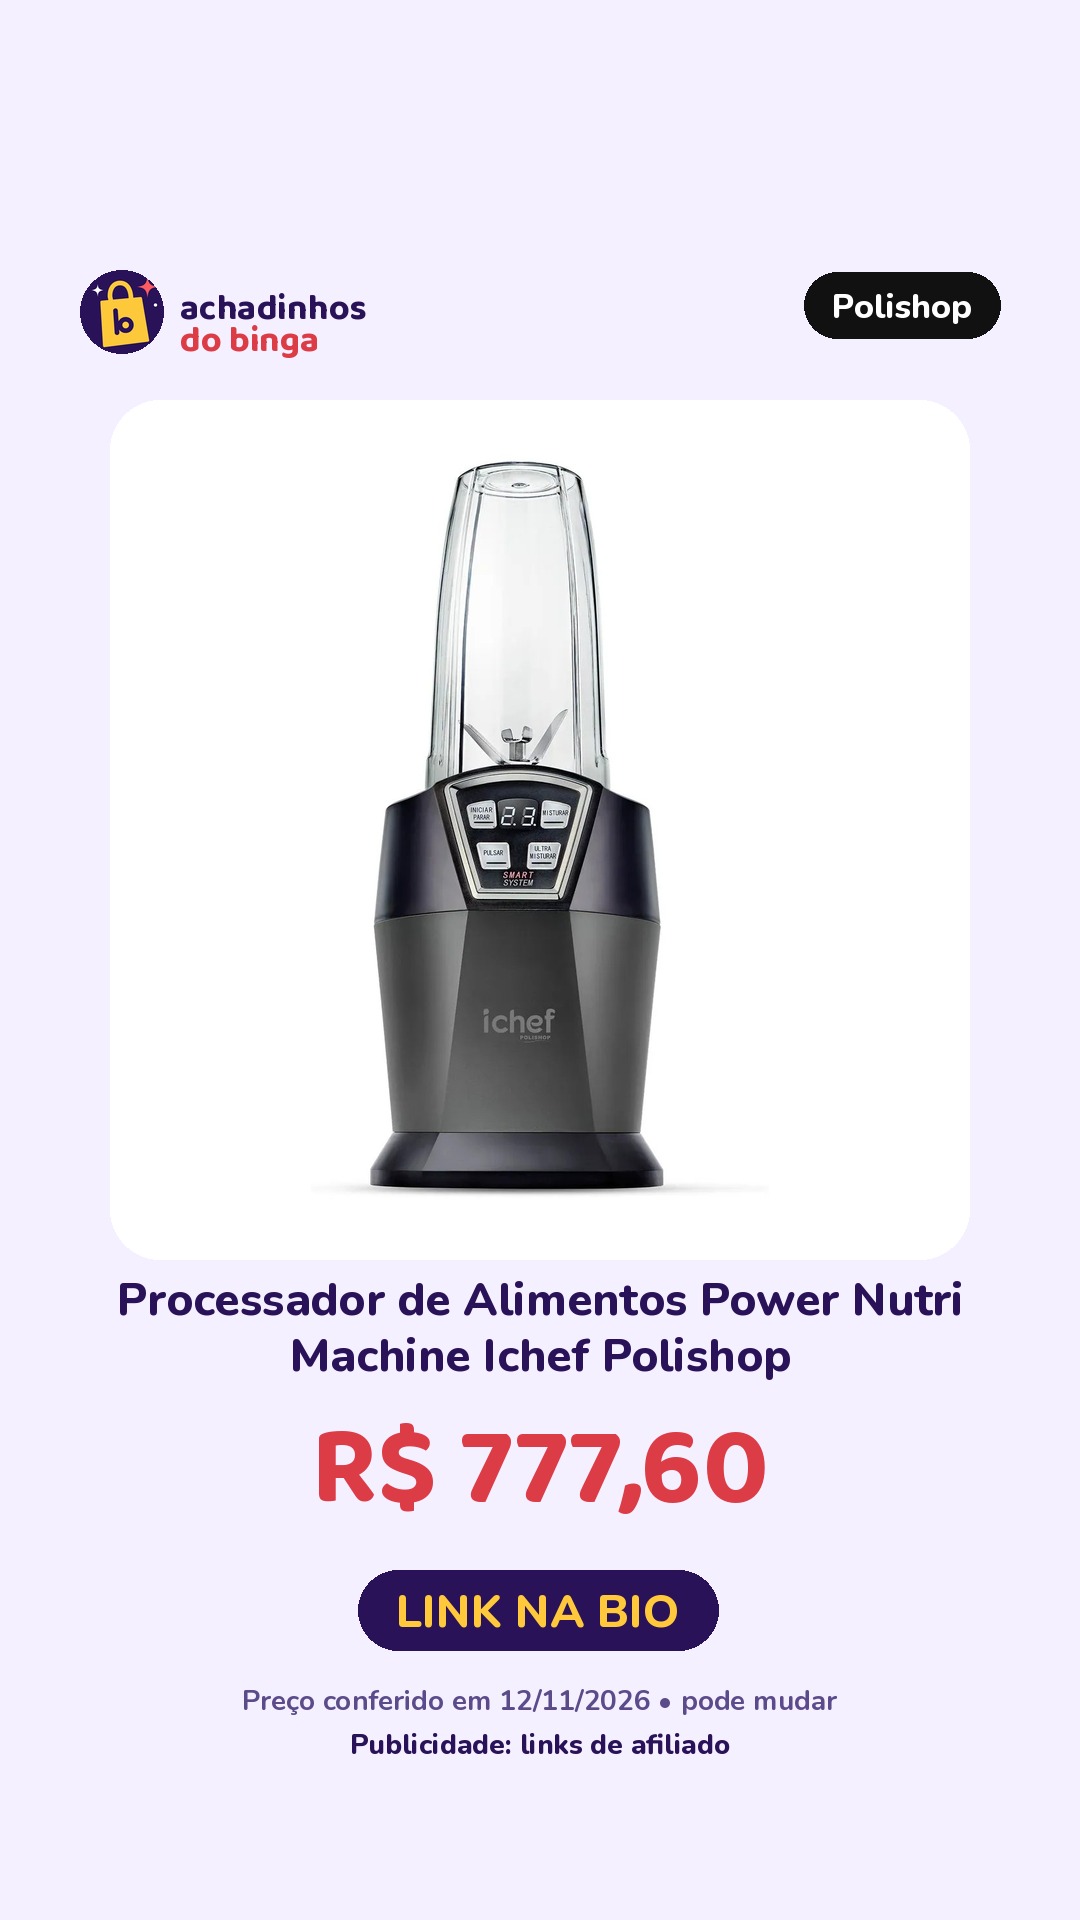 b
achadinhos
do binga
Polishop
INICIAR
PARAR
2.3.
MISTURAR
PULSAR
ULTRA
MISTURAR
SMART
SYSTEM
ichef
POLISHOP
Processador de Alimentos Power Nutri
Machine Ichef Polishop
R$ 777,60
LINK NA BIO
Preço conferido em 12/11/2026 • pode mudar
Publicidade: links de afiliado